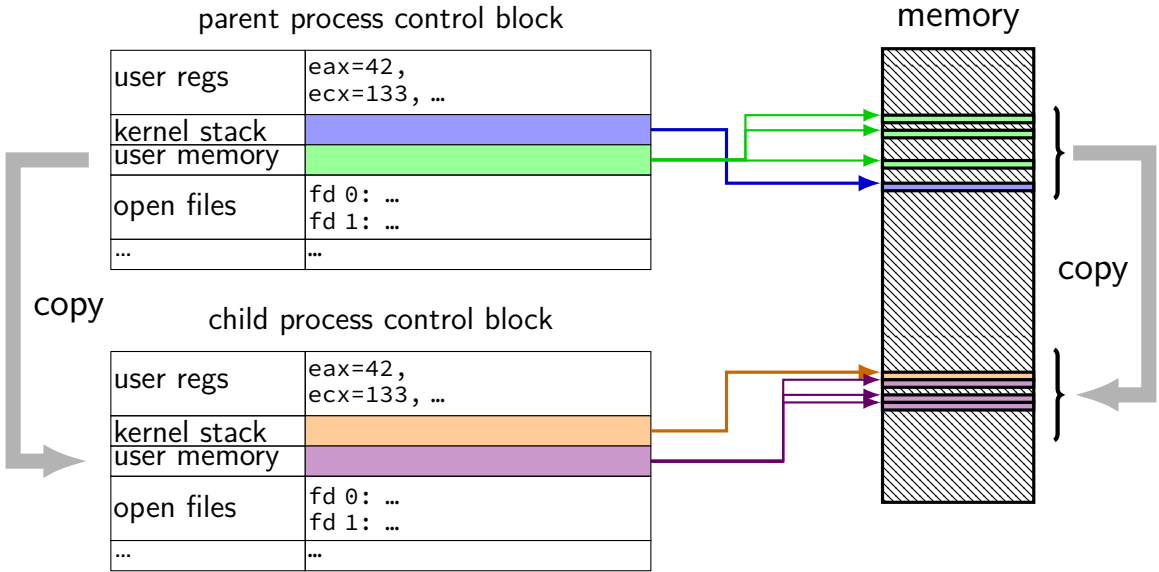 parent process control block
memory
user regs
eax=42,
ecx=133, …
kernel stack
user memory
open files
fd 0: …
fd 1: …
… …
copy
copy
child process control block
user regs
eax=42,
ecx=133, …
kernel stack
user memory
open files
fd 0: …
fd 1: …
… …